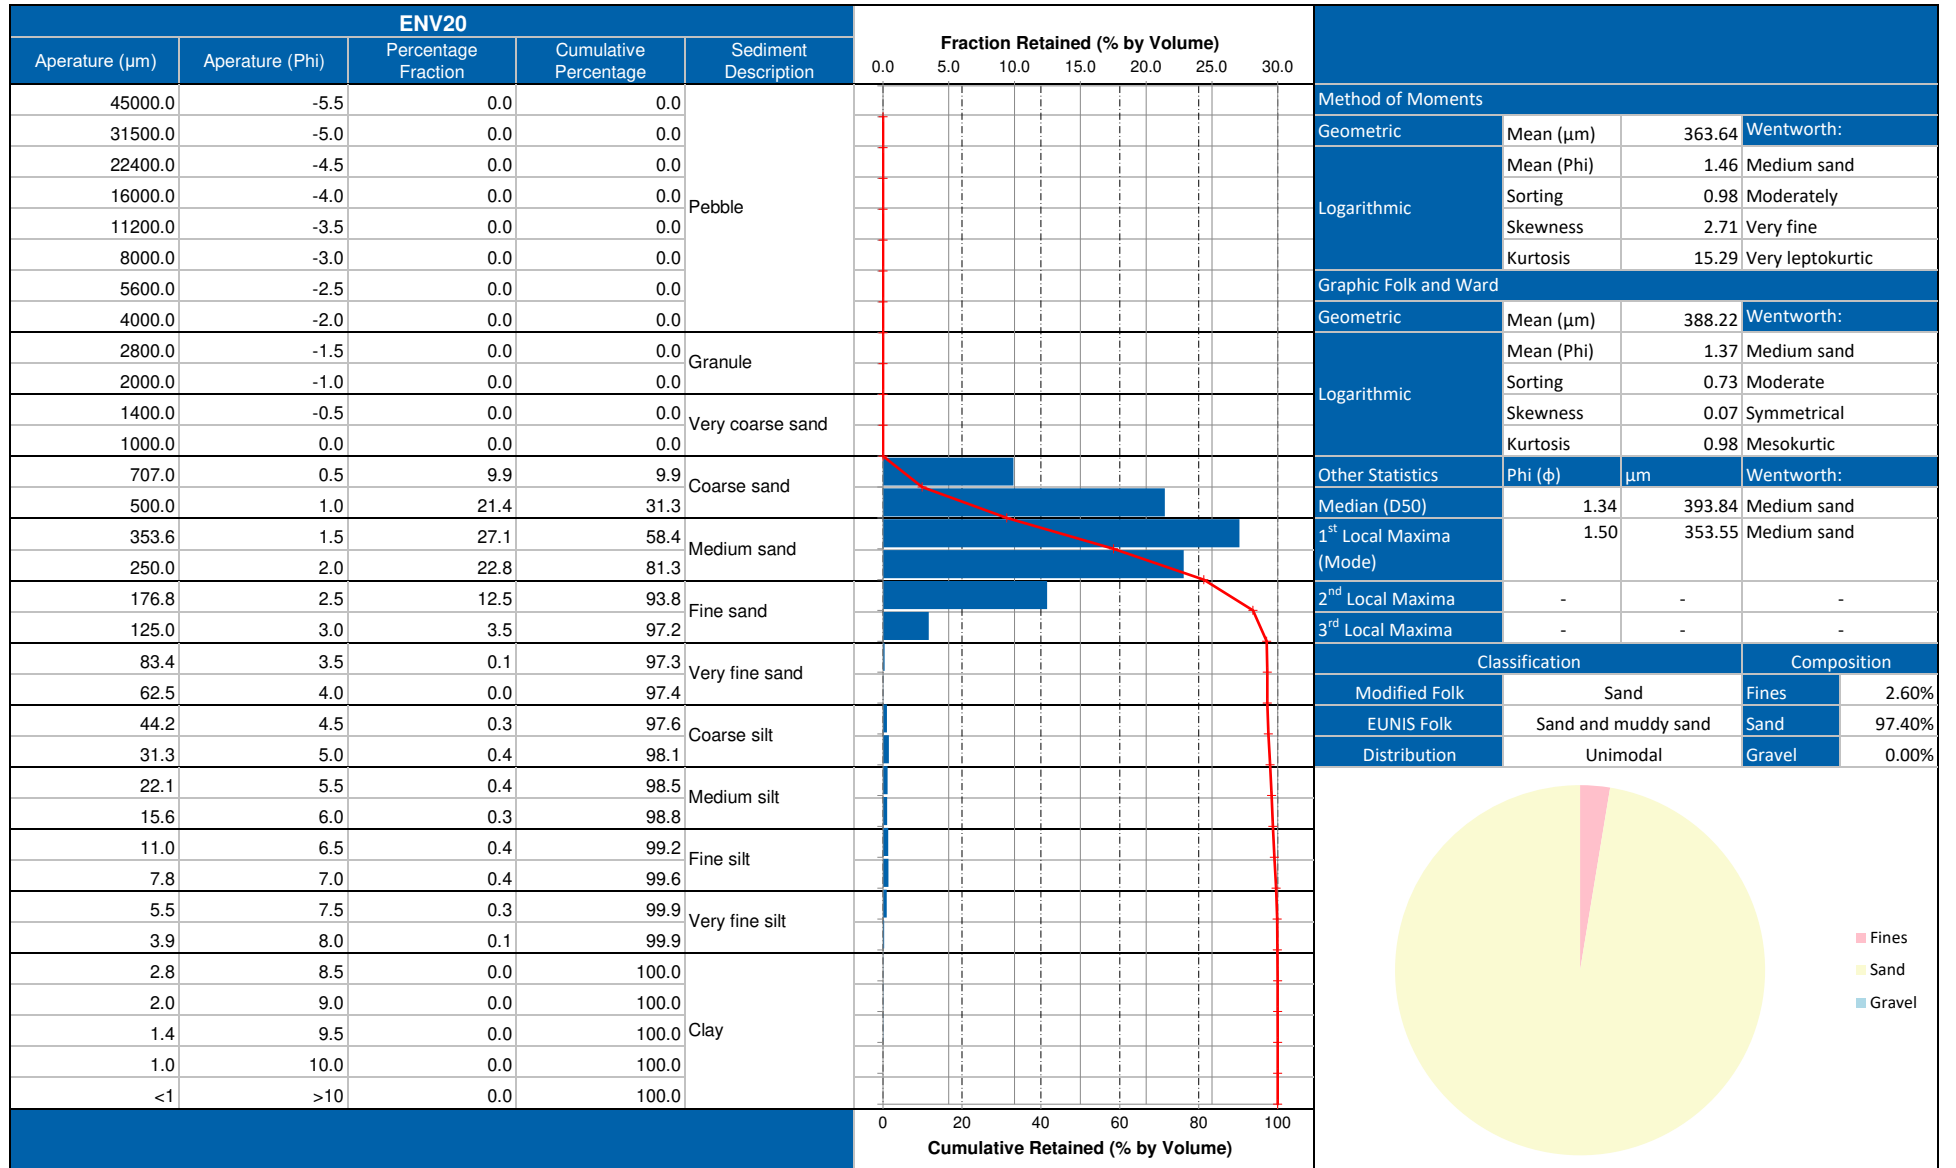 ENV20
Aperature (µm) Aperature (Phi) Percentage Fraction Cumulative Percentage Sediment Description
45000.0 -5.5 0.0 0.0
31500.0 -5.0 0.0 0.0
22400.0 -4.5 0.0 0.0
16000.0 -4.0 0.0 0.0 Pebble
11200.0 -3.5 0.0 0.0
8000.0 -3.0 0.0 0.0
5600.0 -2.5 0.0 0.0
4000.0 -2.0 0.0 0.0
2800.0 -1.5 0.0 0.0 Granule
2000.0 -1.0 0.0 0.0
1400.0 -0.5 0.0 0.0 Very coarse sand
1000.0 0.0 0.0 0.0
707.0 0.5 9.9 9.9 Coarse sand
500.0 1.0 21.4 31.3
353.6 1.5 27.1 58.4 Medium sand
250.0 2.0 22.8 81.3
176.8 2.5 12.5 93.8 Fine sand
125.0 3.0 3.5 97.2
83.4 3.5 0.1 97.3 Very fine sand
62.5 4.0 0.0 97.4
44.2 4.5 0.3 97.6 Coarse silt
31.3 5.0 0.4 98.1
22.1 5.5 0.4 98.5 Medium silt
15.6 6.0 0.3 98.8
11.0 6.5 0.4 99.2 Fine silt
7.8 7.0 0.4 99.6
5.5 7.5 0.3 99.9 Very fine silt
3.9 8.0 0.1 99.9
2.8 8.5 0.0 100.0
2.0 9.0 0.0 100.0
1.4 9.5 0.0 100.0 Clay
1.0 10.0 0.0 100.0
<1 >10 0.0 100.0
Fraction Retained (% by Volume)
0.0 5.0 10.0 15.0 20.0 25.0 30.0
0 20 40 60 80 100
Cumulative Retained (% by Volume)
Method of Moments
Geometric Mean (µm) 363.64 Wentworth:
Logarithmic Mean (Phi) 1.46 Medium sand
Sorting 0.98 Moderately
Skewness 2.71 Very fine
Kurtosis 15.29 Very leptokurtic
Graphic Folk and Ward
Geometric Mean (µm) 388.22 Wentworth:
Logarithmic Mean (Phi) 1.37 Medium sand
Sorting 0.73 Moderate
Skewness 0.07 Symmetrical
Kurtosis 0.98 Mesokurtic
Other Statistics Phi (ϕ) µm Wentworth:
Median (D50) 1.34 393.84 Medium sand
1st Local Maxima (Mode) 1.50 353.55 Medium sand
2nd Local Maxima - - -
3rd Local Maxima - - -
Classification Composition
Modified Folk Sand Fines 2.60%
EUNIS Folk Sand and muddy sand Sand 97.40%
Distribution Unimodal Gravel 0.00%
Fines
Sand
Gravel